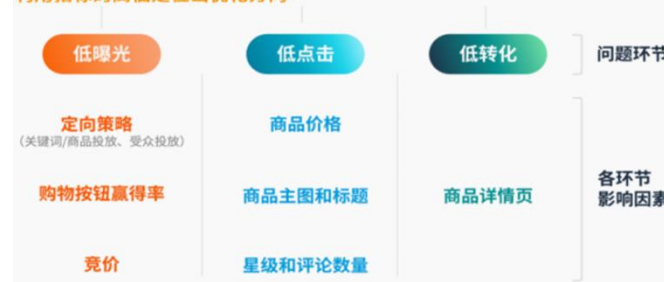 低曝光 低点击 低转化 问题环节
定向策略 商品价格
（关键词/商品投放、受众投放）
购物按钮赢得率 商品主图和标题 商品详情页 各环节
影响因素
竞价 星级和评论数量